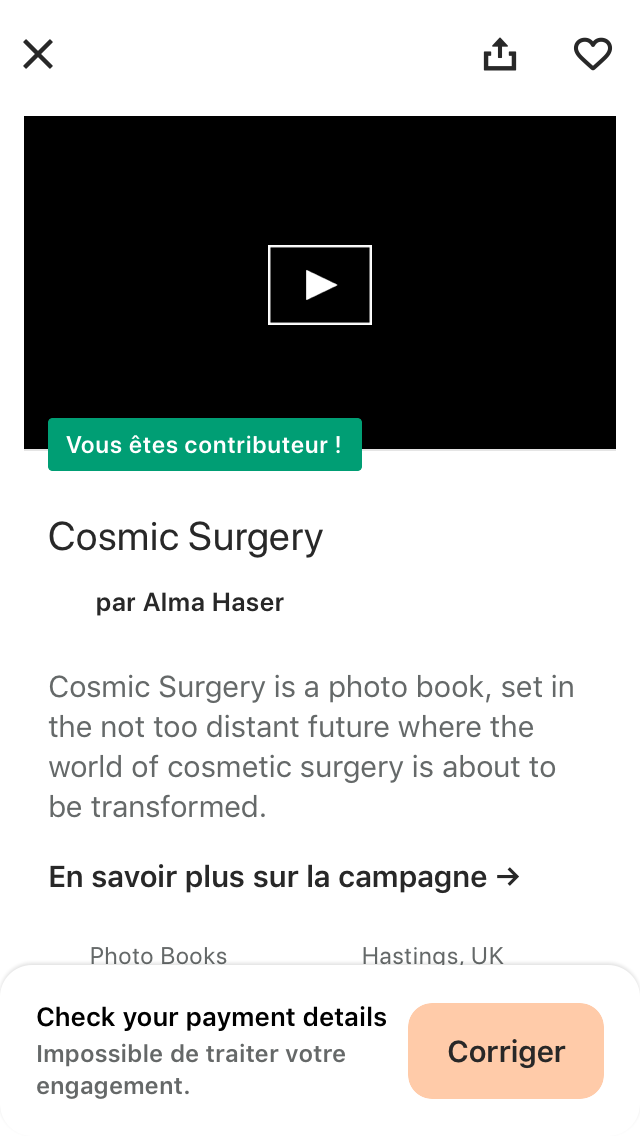 Vous êtes contributeur !
Cosmic Surgery
par Alma Haser
Cosmic Surgery is a photo book, set in
the not too distant future where the
world of cosmetic surgery is about to
be transformed.
En savoir plus sur la campagne →
Photo Books
Hastings, UK
Check your payment details
Impossible de traiter votre
engagement.
Corriger